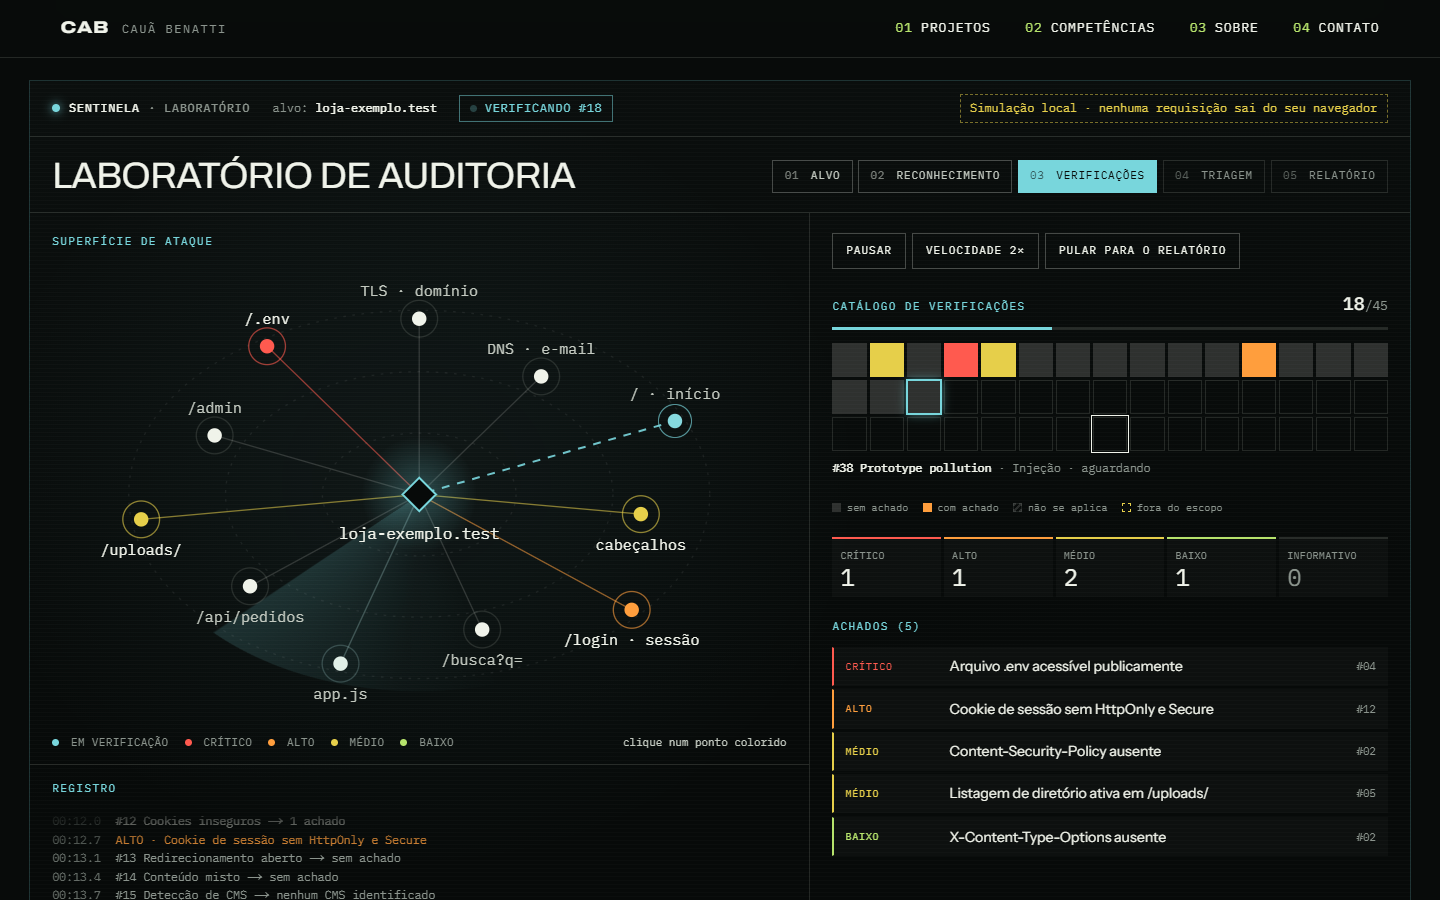 CAB CAUÃ BENATTI
01 PROJETOS 02 COMPETÊNCIAS 03 SOBRE 04 CONTATO
SENTINELA · LABORATÓRIO alvo: loja-exemplo.test VERIFICANDO #18
Simulação local · nenhuma requisição sai do seu navegador
LABORATÓRIO DE AUDITORIA
01 ALVO 02 RECONHECIMENTO 03 VERIFICAÇÕES 04 TRIAGEM 05 RELATÓRIO
SUPERFÍCIE DE ATAQUE
TLS · domínio
/.env
DNS · e-mail
/ · início
/admin
loja-exemplo.test
/uploads/
cabeçalhos
/api/pedidos
/login · sessão
/busca?q=
app.js
EM VERIFICAÇÃO CRÍTICO ALTO MÉDIO BAIXO
clique num ponto colorido
REGISTRO
00:12.0 #12 Cookies inseguros → 1 achado
00:12.7 ALTO · Cookie de sessão sem HttpOnly e Secure
00:13.1 #13 Redirecionamento aberto → sem achado
00:13.4 #14 Conteúdo misto → sem achado
00:13.7 #15 Detecção de CMS → nenhum CMS identificado
PAUSAR VELOCIDADE 2× PULAR PARA O RELATÓRIO
CATÁLOGO DE VERIFICAÇÕES 18/45
#38 Prototype pollution · Injeção · aguardando
sem achado com achado não se aplica fora do escopo
CRÍTICO ALTO MÉDIO BAIXO INFORMATIVO
1 1 2 1 0
ACHADOS (5)
CRÍTICO Arquivo .env acessível publicamente #04
ALTO Cookie de sessão sem HttpOnly e Secure #12
MÉDIO Content-Security-Policy ausente #02
MÉDIO Listagem de diretório ativa em /uploads/ #05
BAIXO X-Content-Type-Options ausente #02